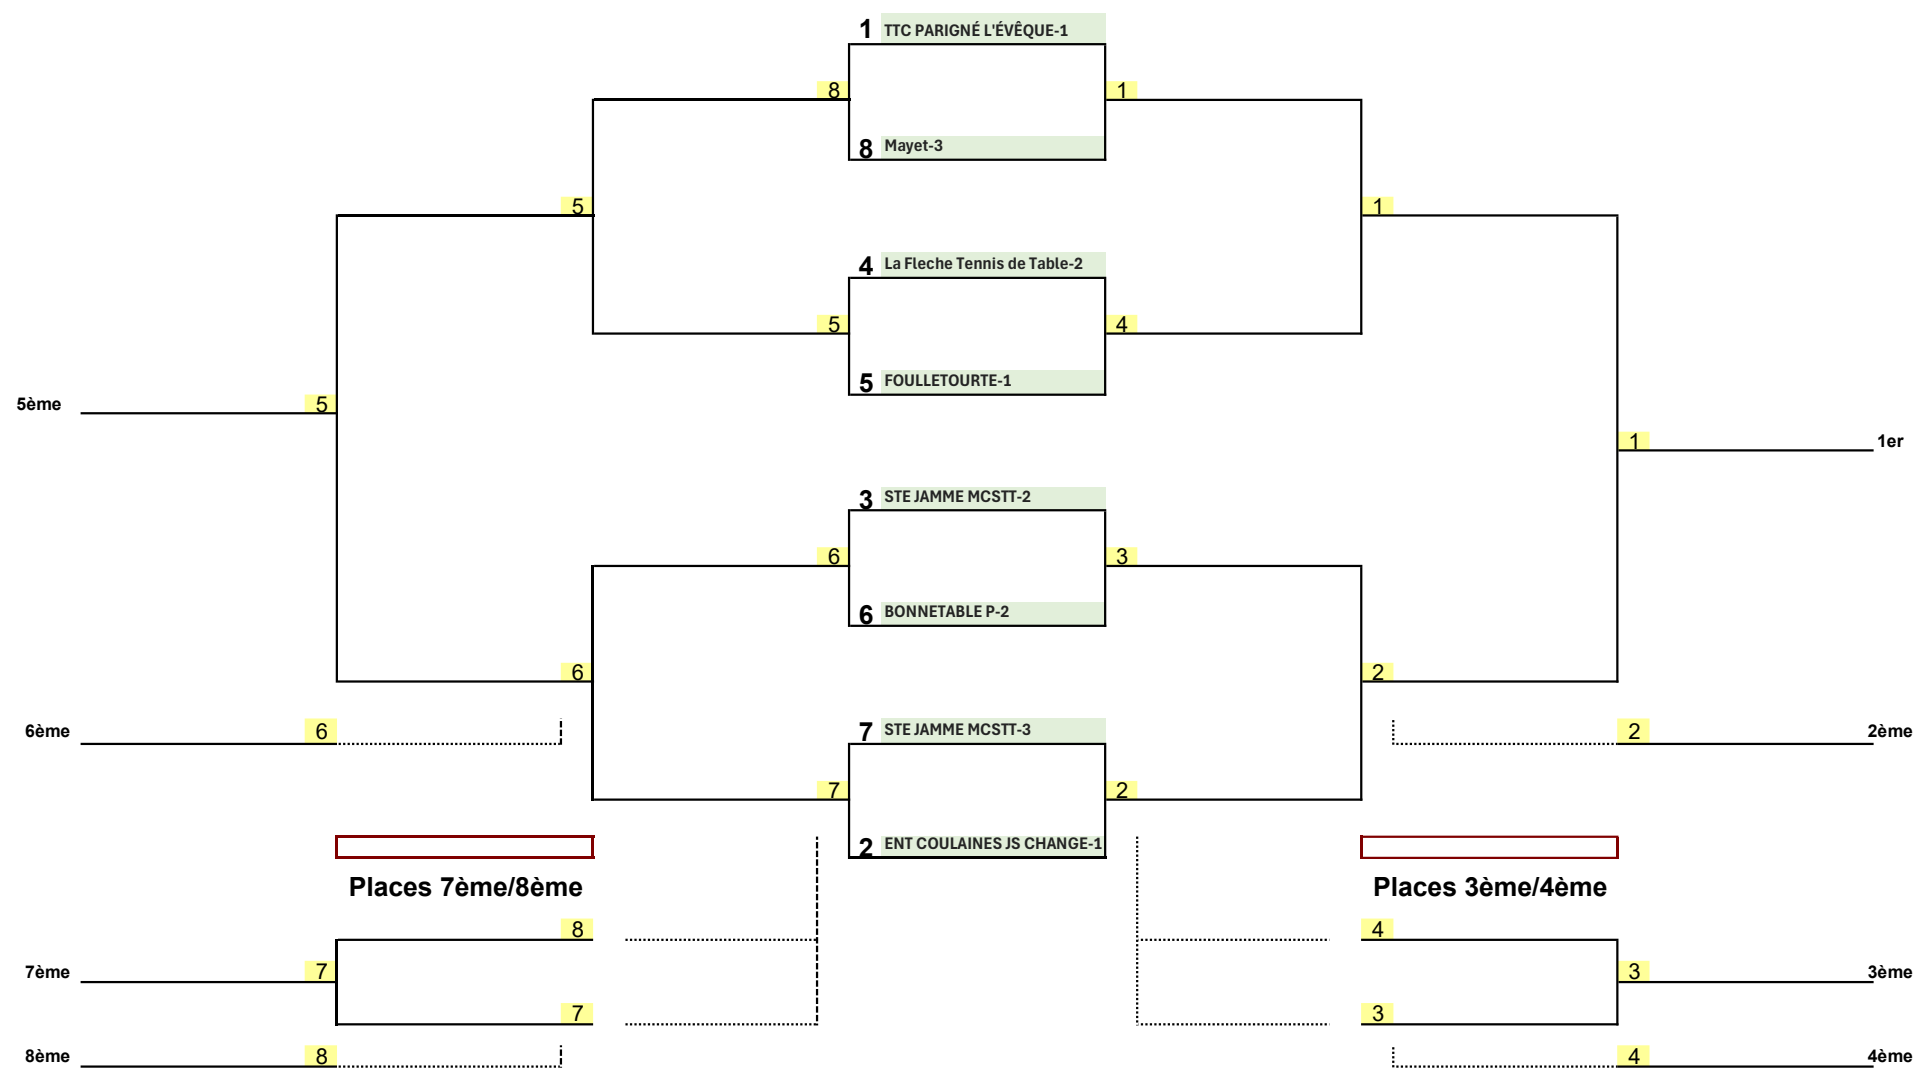 1 TTC PARIGNÉ L'ÉVÊQUE-1
8 1
8 Mayet-3
5 1
4 La Fleche Tennis de Table-2
5 4
5 FOULLETOURTE-1
5ème 5
1 1er
3 STE JAMME MCSTT-2
6 3
6 BONNETABLE P-2
6 2
7 STE JAMME MCSTT-3
6ème 6 2 2ème
7 2
2 ENT COULAINES JS CHANGE-1
Places 7ème/8ème Places 3ème/4ème
8 4
7ème 7 3 3ème
7 3
8ème 8 4 4ème